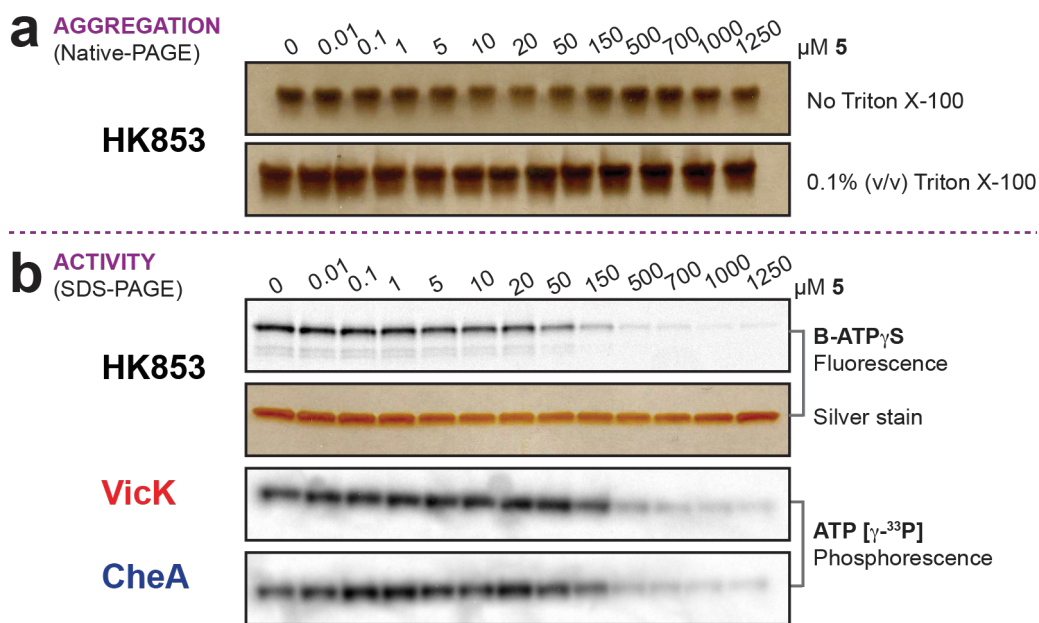 a AGGREGATION
(Native-PAGE)
0 0.01 0.1 1 5 10 20 50 150 500 700 1000 1250 µM 5
HK853
No Triton X-100
0.1% (v/v) Triton X-100
b ACTIVITY
(SDS-PAGE)
0 0.01 0.1 1 5 10 20 50 150 500 700 1000 1250 µM 5
HK853
B-ATPγS
Fluorescence
Silver stain
VicK
ATP [γ-³³P]
Phosphorescence
CheA